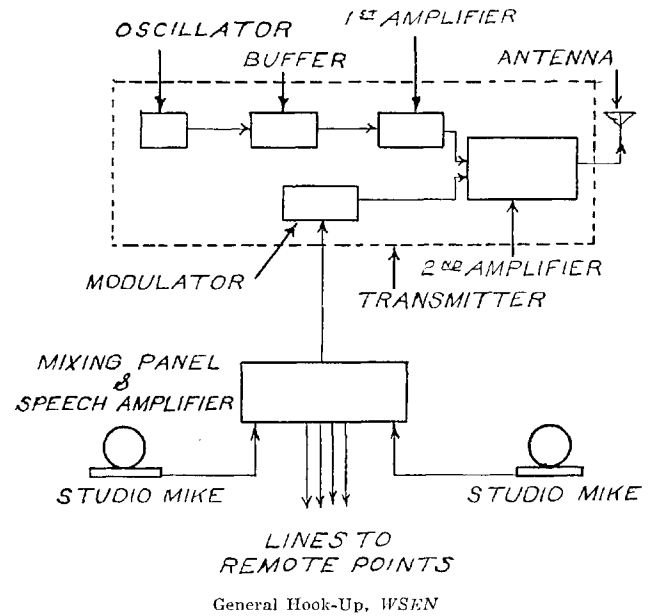 OSCILLATOR
BUFFER
1ST AMPLIFIER
ANTENNA
MODULATOR
2ND AMPLIFIER
TRANSMITTER
MIXING PANEL
&
SPEECH AMPLIFIER
STUDIO MIKE
STUDIO MIKE
LINES TO
REMOTE POINTS
General Hook-Up, WSEN